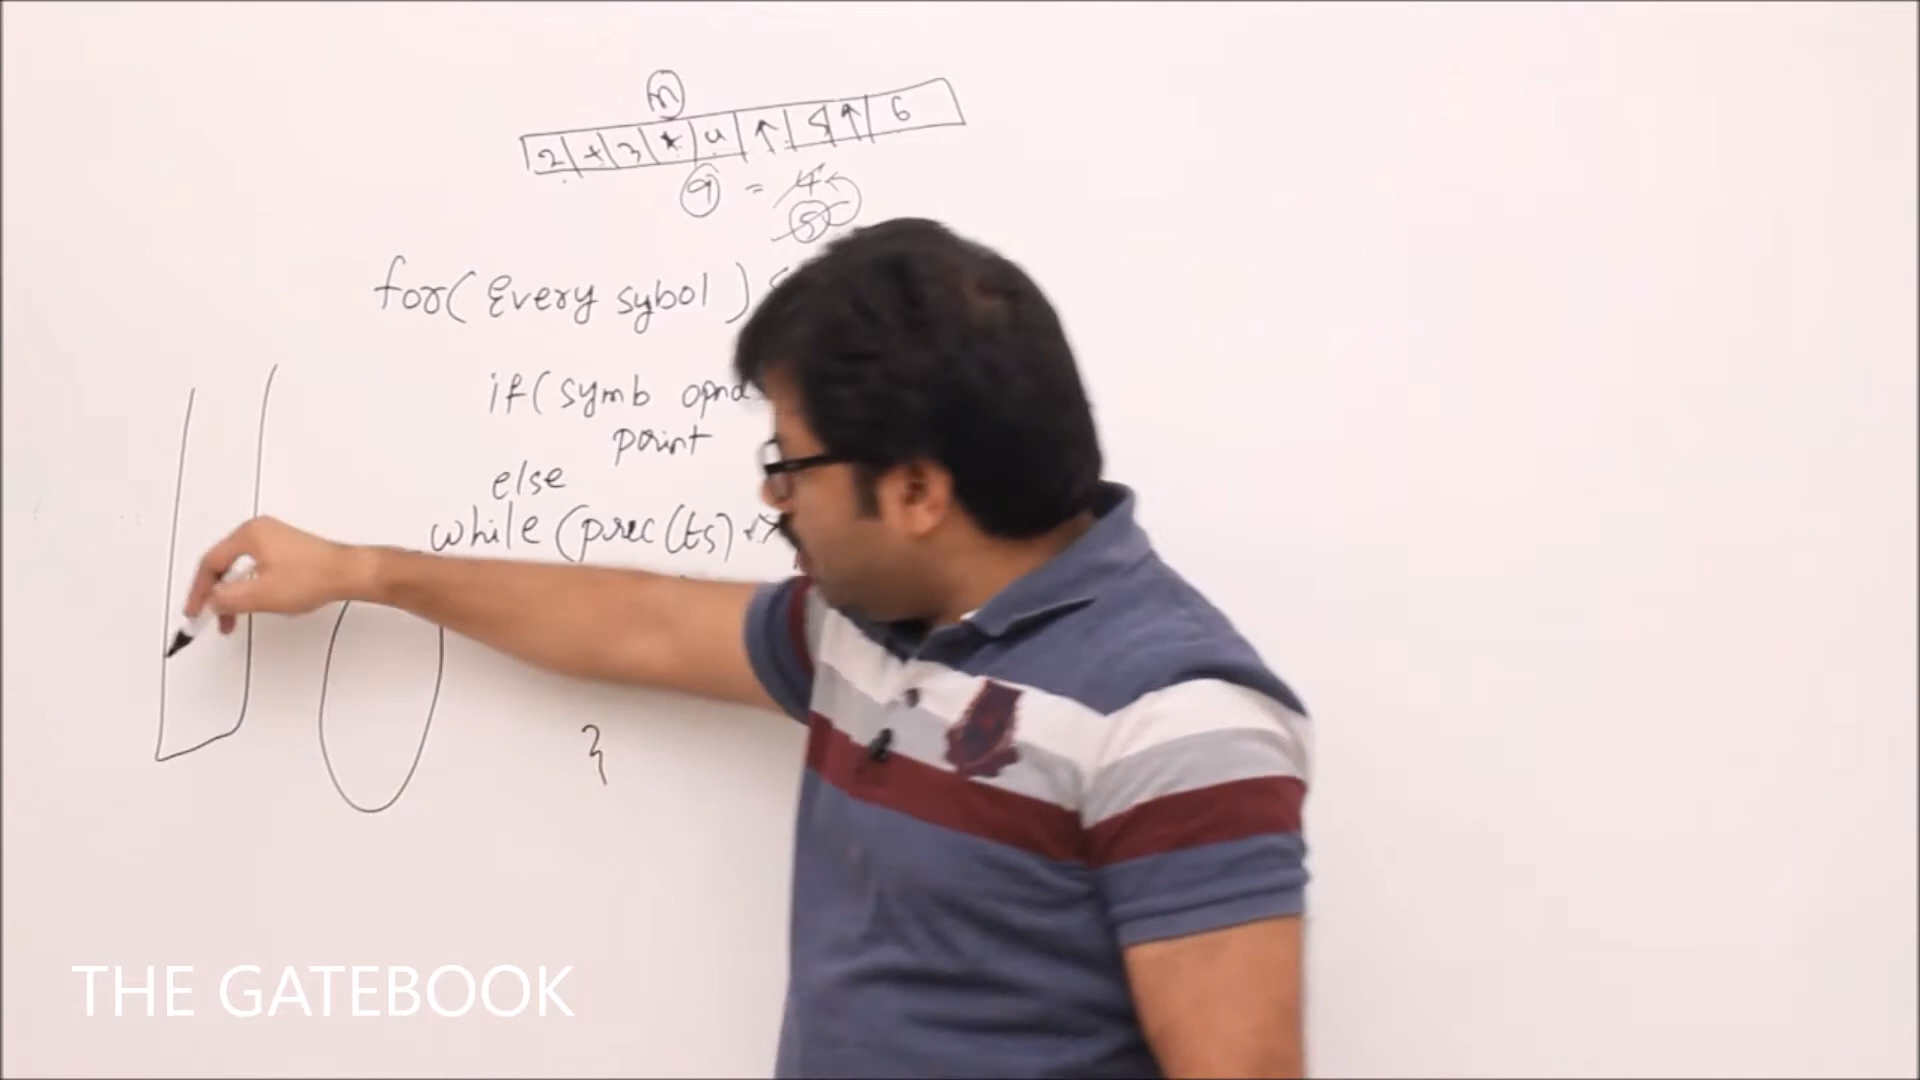 n
2 + 3 * 4 ↑ 5 ↑ 6
9 = 4
5
for( Every sybol ) {
if( symb opnd
print
else
while (prec(ts)
}
THE GATEBOOK